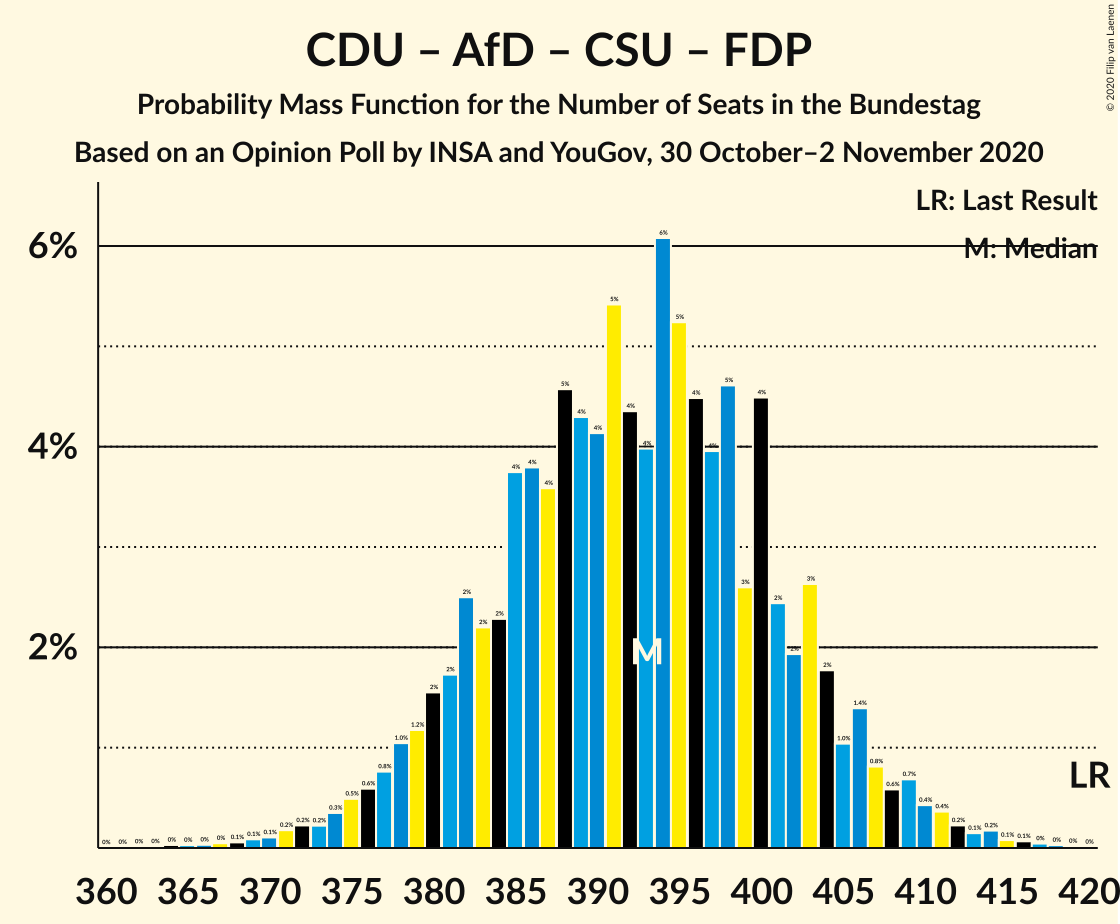 CDU – AfD – CSU – FDP
Probability Mass Function for the Number of Seats in the Bundestag
Based on an Opinion Poll by INSA and YouGov, 30 October–2 November 2020
© 2020 Filip van Laenen
LR: Last Result
M: Median
6%
4%
2%
0% 0% 0% 0% 0% 0% 0% 0% 0.1% 0.1% 0.1% 0.2% 0.2% 0.2% 0.3% 0.5% 0.6% 0.8% 1.0% 1.2% 2% 2% 2% 2% 2% 4% 4% 4% 5% 4% 4% 5% 4% 4% 6% 5% 4% 4% 5% 3% 4% 2% 2% 3% 2% 1.0% 1.4% 0.8% 0.6% 0.7% 0.4% 0.4% 0.2% 0.1% 0.2% 0.1% 0.1% 0% 0% 0% 0%
M
LR
360 365 370 375 380 385 390 395 400 405 410 415 420